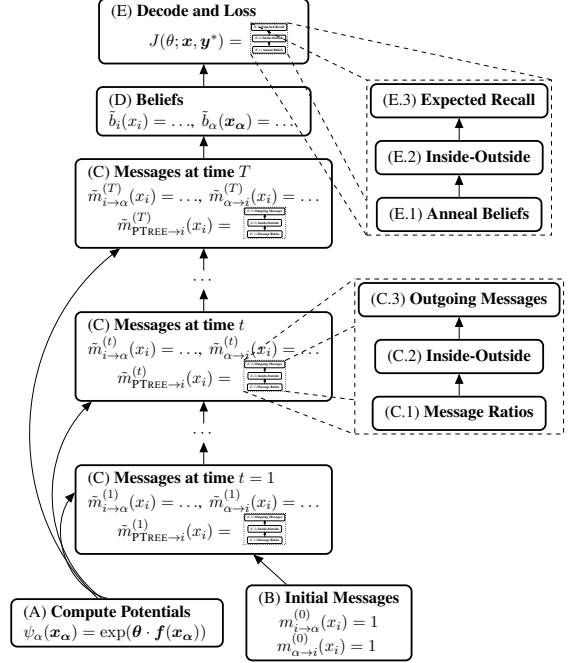 (E) Decode and Loss
J(θ; x, y*) =
(E.3) Expected Recall
(E.2) Inside-Outside
(E.1) Anneal Beliefs
(D) Beliefs
b̃_i(x_i) = …, b̃_α(x_α) = …
(C) Messages at time T
m̃_{i→α}^{(T)}(x_i) = …, m̃_{α→i}^{(T)}(x_i) = …
m̃_{PTREE→i}^{(T)}(x_i) =
…
(C) Messages at time t
m̃_{i→α}^{(t)}(x_i) = …, m̃_{α→i}^{(t)}(x_i) = …
m̃_{PTREE→i}^{(t)}(x_i) =
(C.3) Outgoing Messages
(C.2) Inside-Outside
(C.1) Message Ratios
…
(C) Messages at time t = 1
m̃_{i→α}^{(1)}(x_i) = …, m̃_{α→i}^{(1)}(x_i) = …
m̃_{PTREE→i}^{(1)}(x_i) =
(A) Compute Potentials
ψ_α(x_α) = exp(θ · f(x_α))
(B) Initial Messages
m_{i→α}^{(0)}(x_i) = 1
m_{α→i}^{(0)}(x_i) = 1